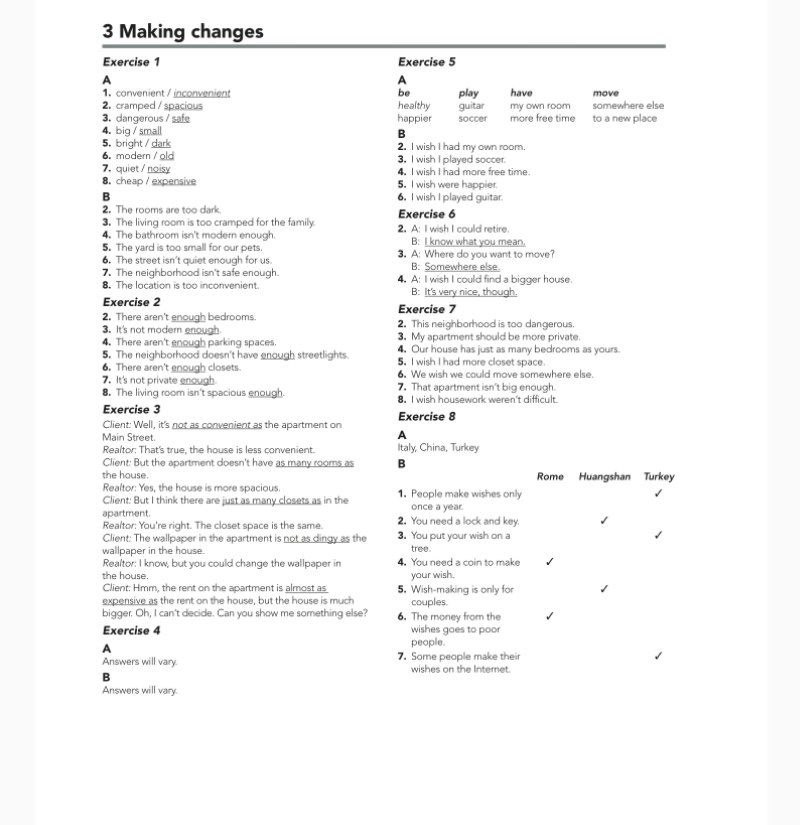 3 Making changes
Exercise 1
A
1. convenient / inconvenient
2. cramped / spacious
3. dangerous / safe
4. big / small
5. bright / dark
6. modern / old
7. quiet / noisy
8. cheap / expensive
B
2. The rooms are too dark.
3. The living room is too cramped for the family.
4. The bathroom isn't modern enough.
5. The yard is too small for our pets.
6. The street isn't quiet enough for us.
7. The neighborhood isn't safe enough.
8. The location is too inconvenient.
Exercise 2
2. There aren't enough bedrooms.
3. It's not modern enough.
4. There aren't enough parking spaces.
5. The neighborhood doesn't have enough streetlights.
6. There aren't enough closets.
7. It's not private enough.
8. The living room isn't spacious enough.
Exercise 3
Client: Well, it's not as convenient as the apartment on
Main Street.
Realtor: That's true, the house is less convenient.
Client: But the apartment doesn't have as many rooms as
the house.
Realtor: Yes, the house is more spacious.
Client: But I think there are just as many closets as in the
apartment.
Realtor: You're right. The closet space is the same.
Client: The wallpaper in the apartment is not as dingy as the
wallpaper in the house.
Realtor: I know, but you could change the wallpaper in
the house.
Client: Hmm, the rent on the apartment is almost as
expensive as the rent on the house, but the house is much
bigger. Oh, I can't decide. Can you show me something else?
Exercise 4
A
Answers will vary.
B
Answers will vary.
Exercise 5
A
be play have move
healthy guitar my own room somewhere else
happier soccer more free time to a new place
B
2. I wish I had my own room.
3. I wish I played soccer.
4. I wish I had more free time.
5. I wish were happier.
6. I wish I played guitar.
Exercise 6
2. A: I wish I could retire.
B: I know what you mean.
3. A: Where do you want to move?
B: Somewhere else.
4. A: I wish I could find a bigger house.
B: It's very nice, though.
Exercise 7
2. This neighborhood is too dangerous.
3. My apartment should be more private.
4. Our house has just as many bedrooms as yours.
5. I wish I had more closet space.
6. We wish we could move somewhere else.
7. That apartment isn't big enough.
8. I wish housework weren't difficult.
Exercise 8
A
Italy, China, Turkey
B
Rome Huangshan Turkey
1. People make wishes only ✓
once a year.
2. You need a lock and key. ✓
3. You put your wish on a ✓
tree.
4. You need a coin to make ✓
your wish.
5. Wish-making is only for ✓
couples.
6. The money from the ✓
wishes goes to poor
people.
7. Some people make their ✓
wishes on the Internet.